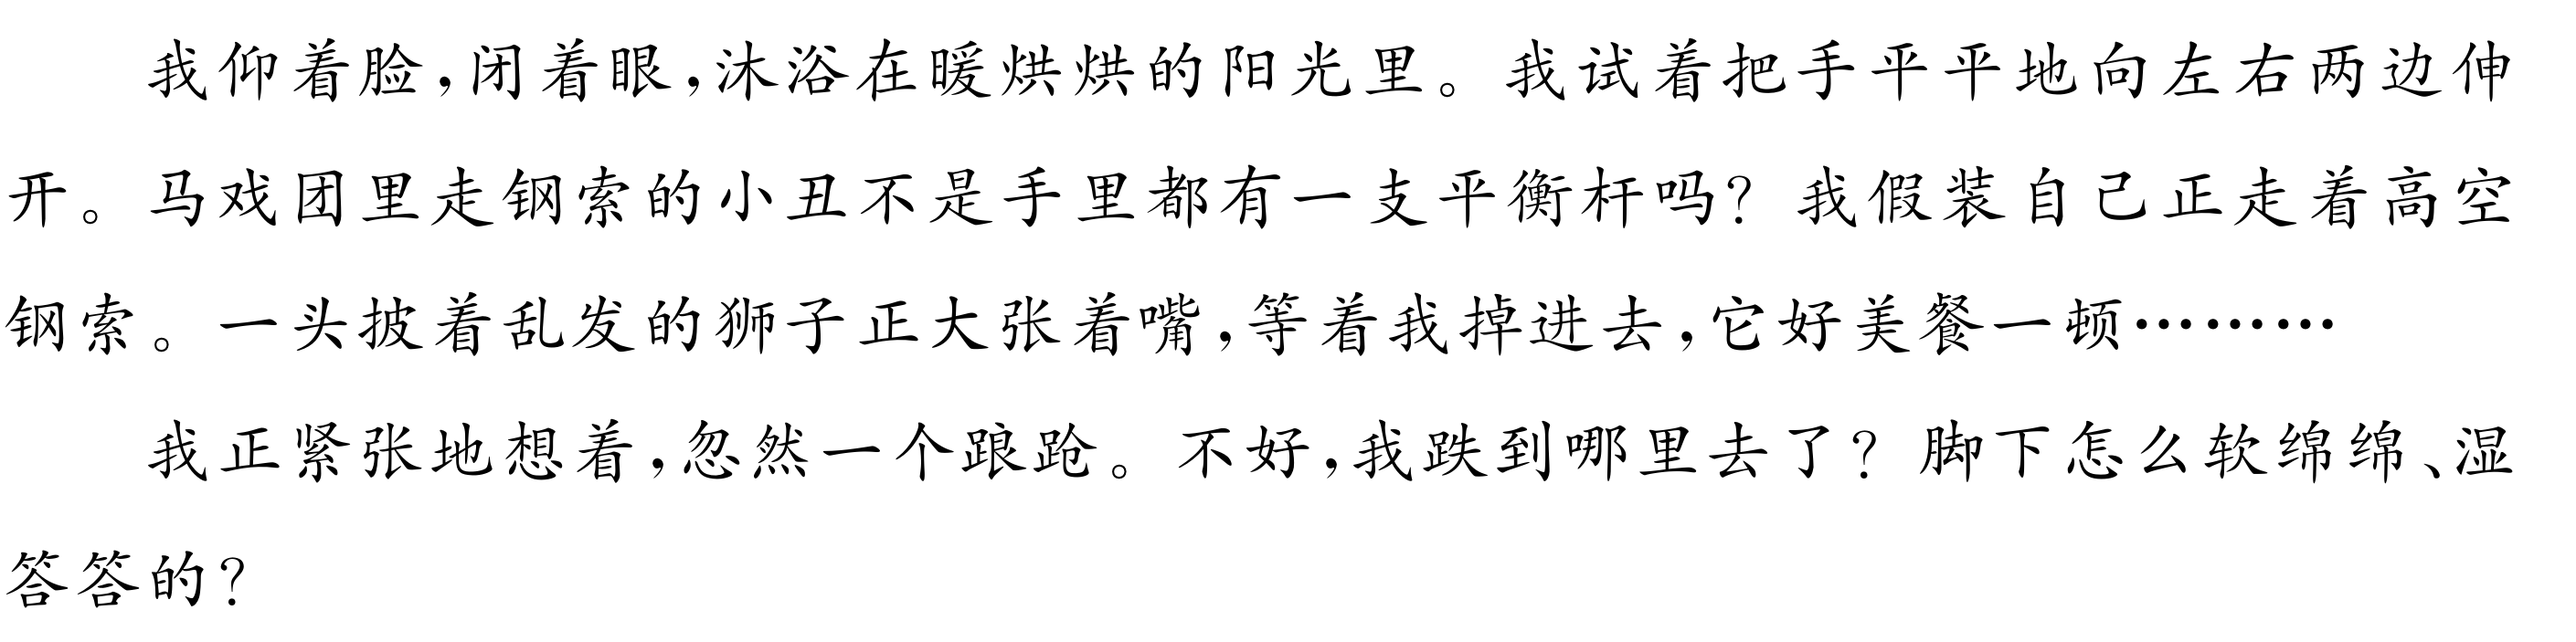 我仰着脸,闭着眼,沐浴在暖烘烘的阳光里。我试着把手平平地向左右两边伸
开。马戏团里走钢索的小丑不是手里都有一支平衡杆吗?我假装自己正走着高空
钢索。一头披着乱发的狮子正大张着嘴,等着我掉进去,它好美餐一顿………
我正紧张地想着,忽然一个踉跄。不好,我跌到哪里去了?脚下怎么软绵绵、湿
答答的?